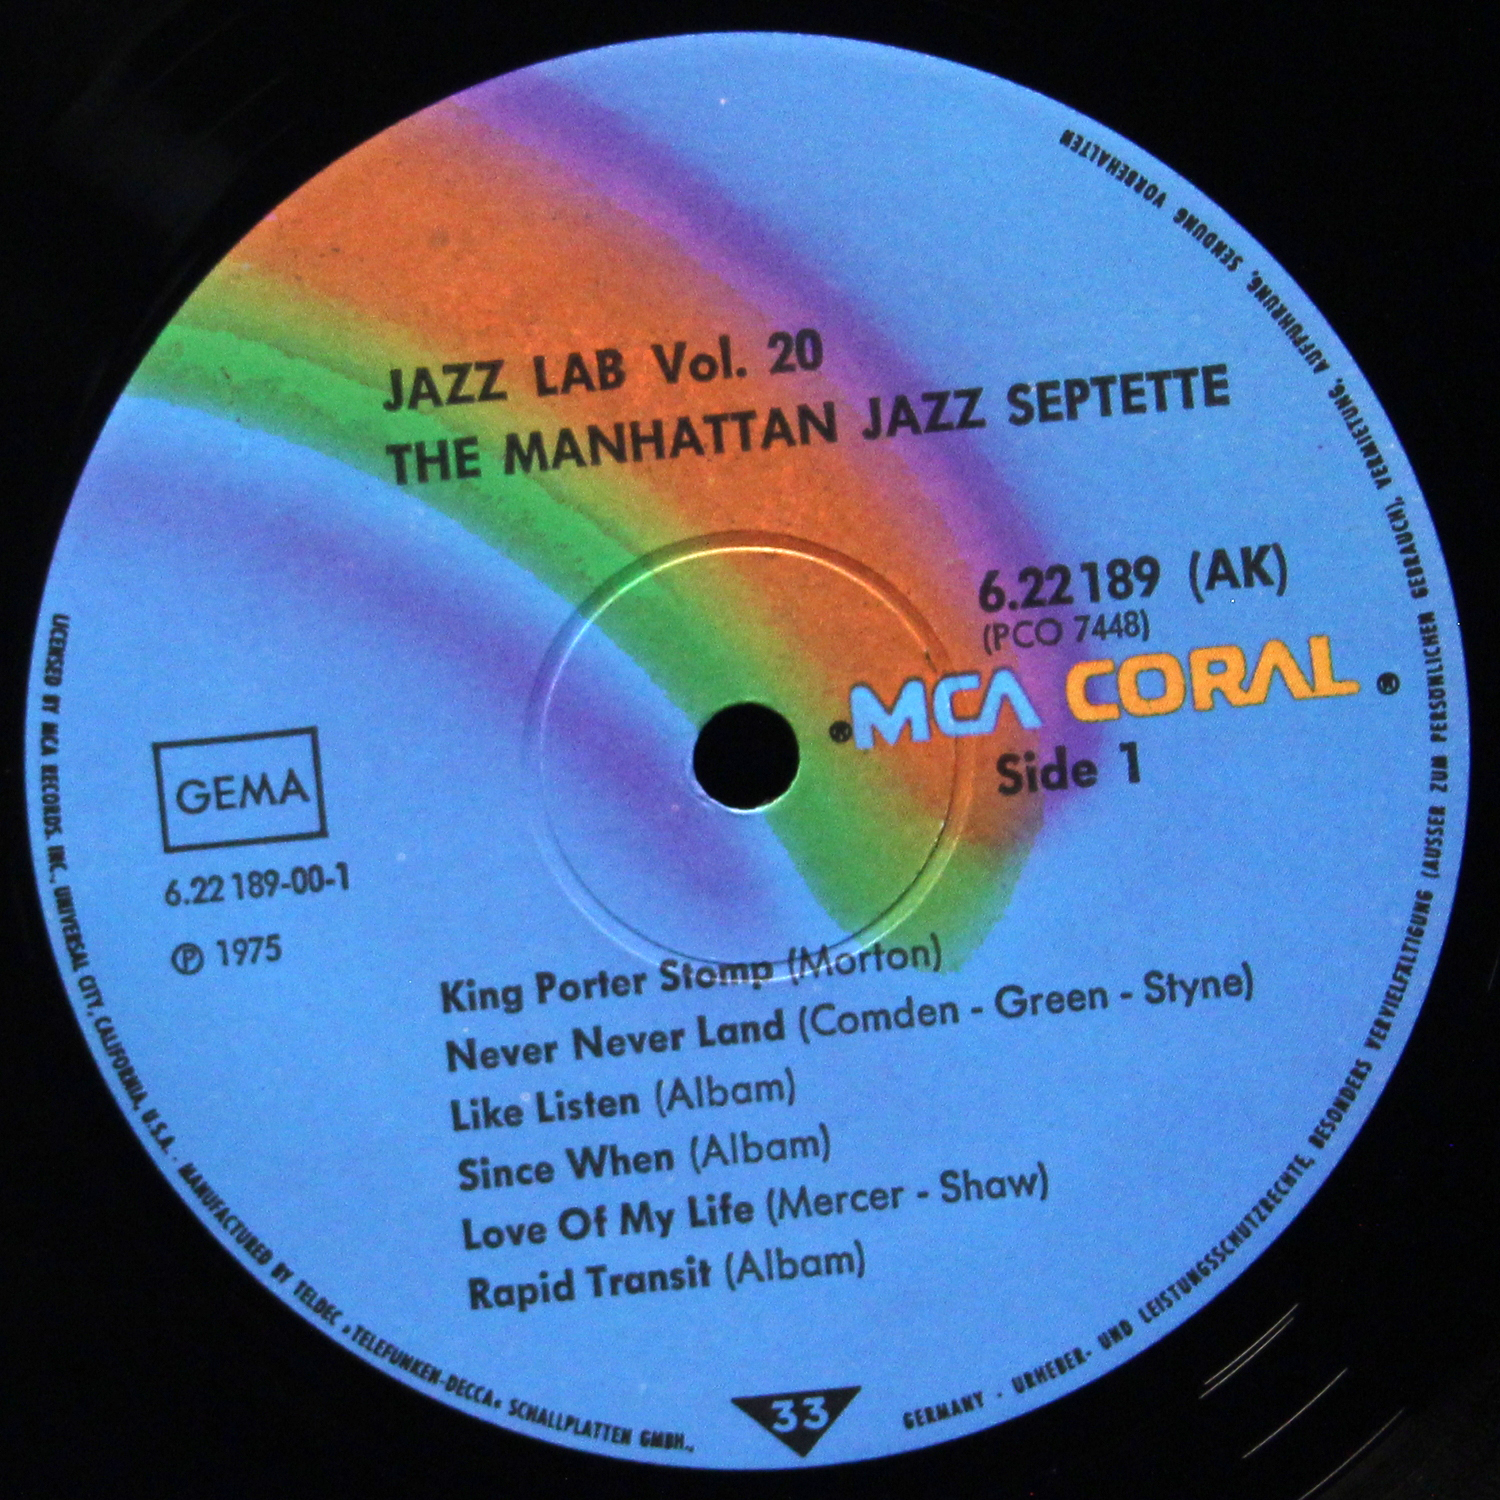 JAZZ LAB Vol. 20
THE MANHATTAN JAZZ SEPTETTE
6.22189 (AK)
(PCO 7448)
®MCA CORAL®
Side 1
GEMA
6.22 189-00-1
℗ 1975
King Porter Stomp (Morton)
Never Never Land (Comden - Green - Styne)
Like Listen (Albam)
Since When (Albam)
Love Of My Life (Mercer - Shaw)
Rapid Transit (Albam)
33
LICENSED BY MCA RECORDS. INC., UNIVERSAL CITY, CALIFORNIA, U.S.A. · MANUFACTURED BY TELDEC »TELEFUNKEN-DECCA« SCHALLPLATTEN GMBH., GERMANY · URHEBER- UND LEISTUNGSSCHUTZRECHTE, BESONDERS VERVIELFÄLTIGUNG (AUSSER ZUM PERSÖNLICHEN GEBRAUCH), VERMIETUNG, AUFFÜHRUNG, SENDUNG VORBEHALTEN